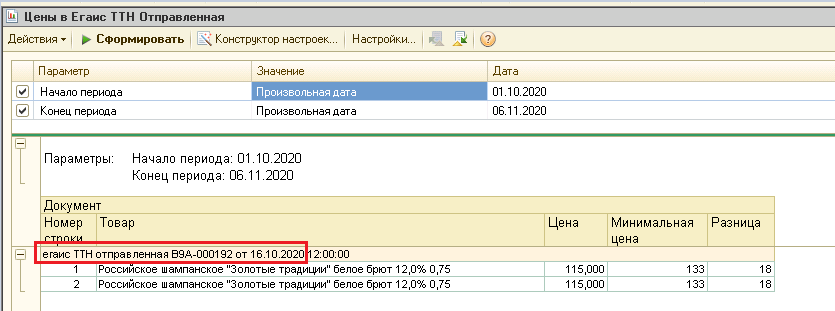 Цены в Егаис ТТН Отправленная
Действия Сформировать Конструктор настроек... Настройки... ?
Параметр Значение Дата
Начало периода Произвольная дата 01.10.2020
Конец периода Произвольная дата 06.11.2020
Параметры: Начало периода: 01.10.2020
Конец периода: 06.11.2020
Документ
Номер строки Товар Цена Минимальная цена Разница
егаис ТТН отправленная В9А-000192 от 16.10.2020 12:00:00
1 Российское шампанское "Золотые традиции" белое брют 12,0% 0,75 115,000 133 18
2 Российское шампанское "Золотые традиции" белое брют 12,0% 0,75 115,000 133 18